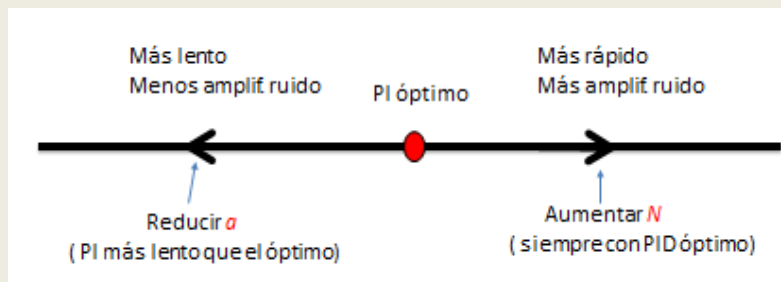 Más lento
Menos amplif. ruido
PI óptimo
Más rápido
Más amplif. ruido
Reducir a
( PI más lento que el óptimo)
Aumentar N
( siempre con PID óptimo)